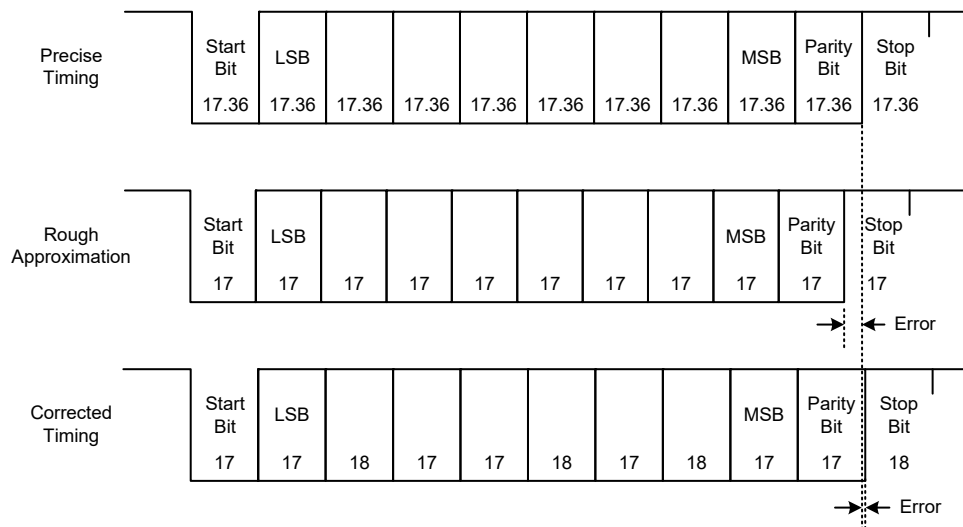 Precise
Timing
Start
Bit
LSB
MSB
Parity
Bit
Stop
Bit
17.36 17.36 17.36 17.36 17.36 17.36 17.36 17.36 17.36 17.36 17.36
Rough
Approximation
Start
Bit
LSB
MSB
Parity
Bit
Stop
Bit
17 17 17 17 17 17 17 17 17 17 17
Error
Corrected
Timing
Start
Bit
LSB
MSB
Parity
Bit
Stop
Bit
17 17 18 17 17 18 17 18 17 17 18
Error